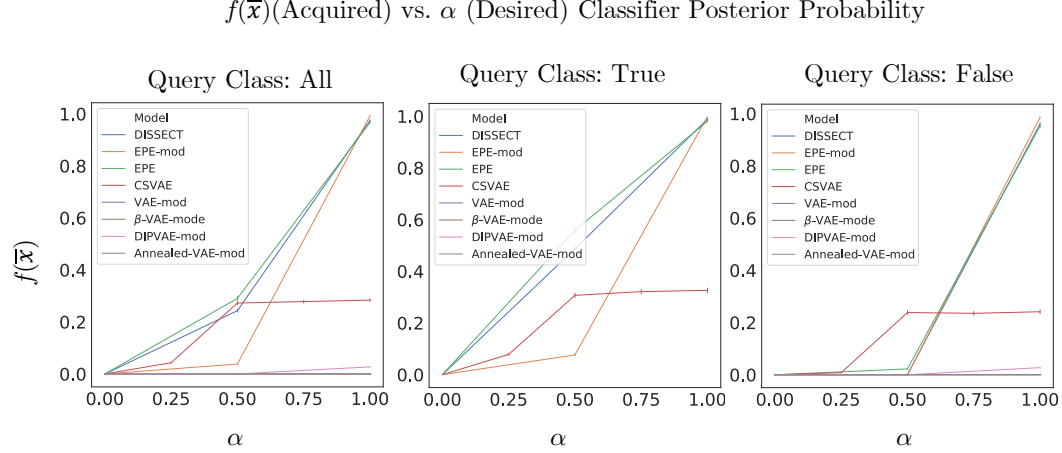 f(x̅)(Acquired) vs. α (Desired) Classifier Posterior Probability
Query Class: All
Model
DISSECT
EPE-mod
EPE
CSVAE
VAE-mod
β-VAE-mode
DIPVAE-mod
Annealed-VAE-mod
1.0
0.8
0.6
0.4
0.2
0.0
0.00 0.25 0.50 0.75 1.00
f(x̅)
α
Query Class: True
Model
DISSECT
EPE-mod
EPE
CSVAE
VAE-mod
β-VAE-mode
DIPVAE-mod
Annealed-VAE-mod
1.0
0.8
0.6
0.4
0.2
0.0
0.00 0.25 0.50 0.75 1.00
α
Query Class: False
Model
DISSECT
EPE-mod
EPE
CSVAE
VAE-mod
β-VAE-mode
DIPVAE-mod
Annealed-VAE-mod
1.0
0.8
0.6
0.4
0.2
0.0
0.00 0.25 0.50 0.75 1.00
α